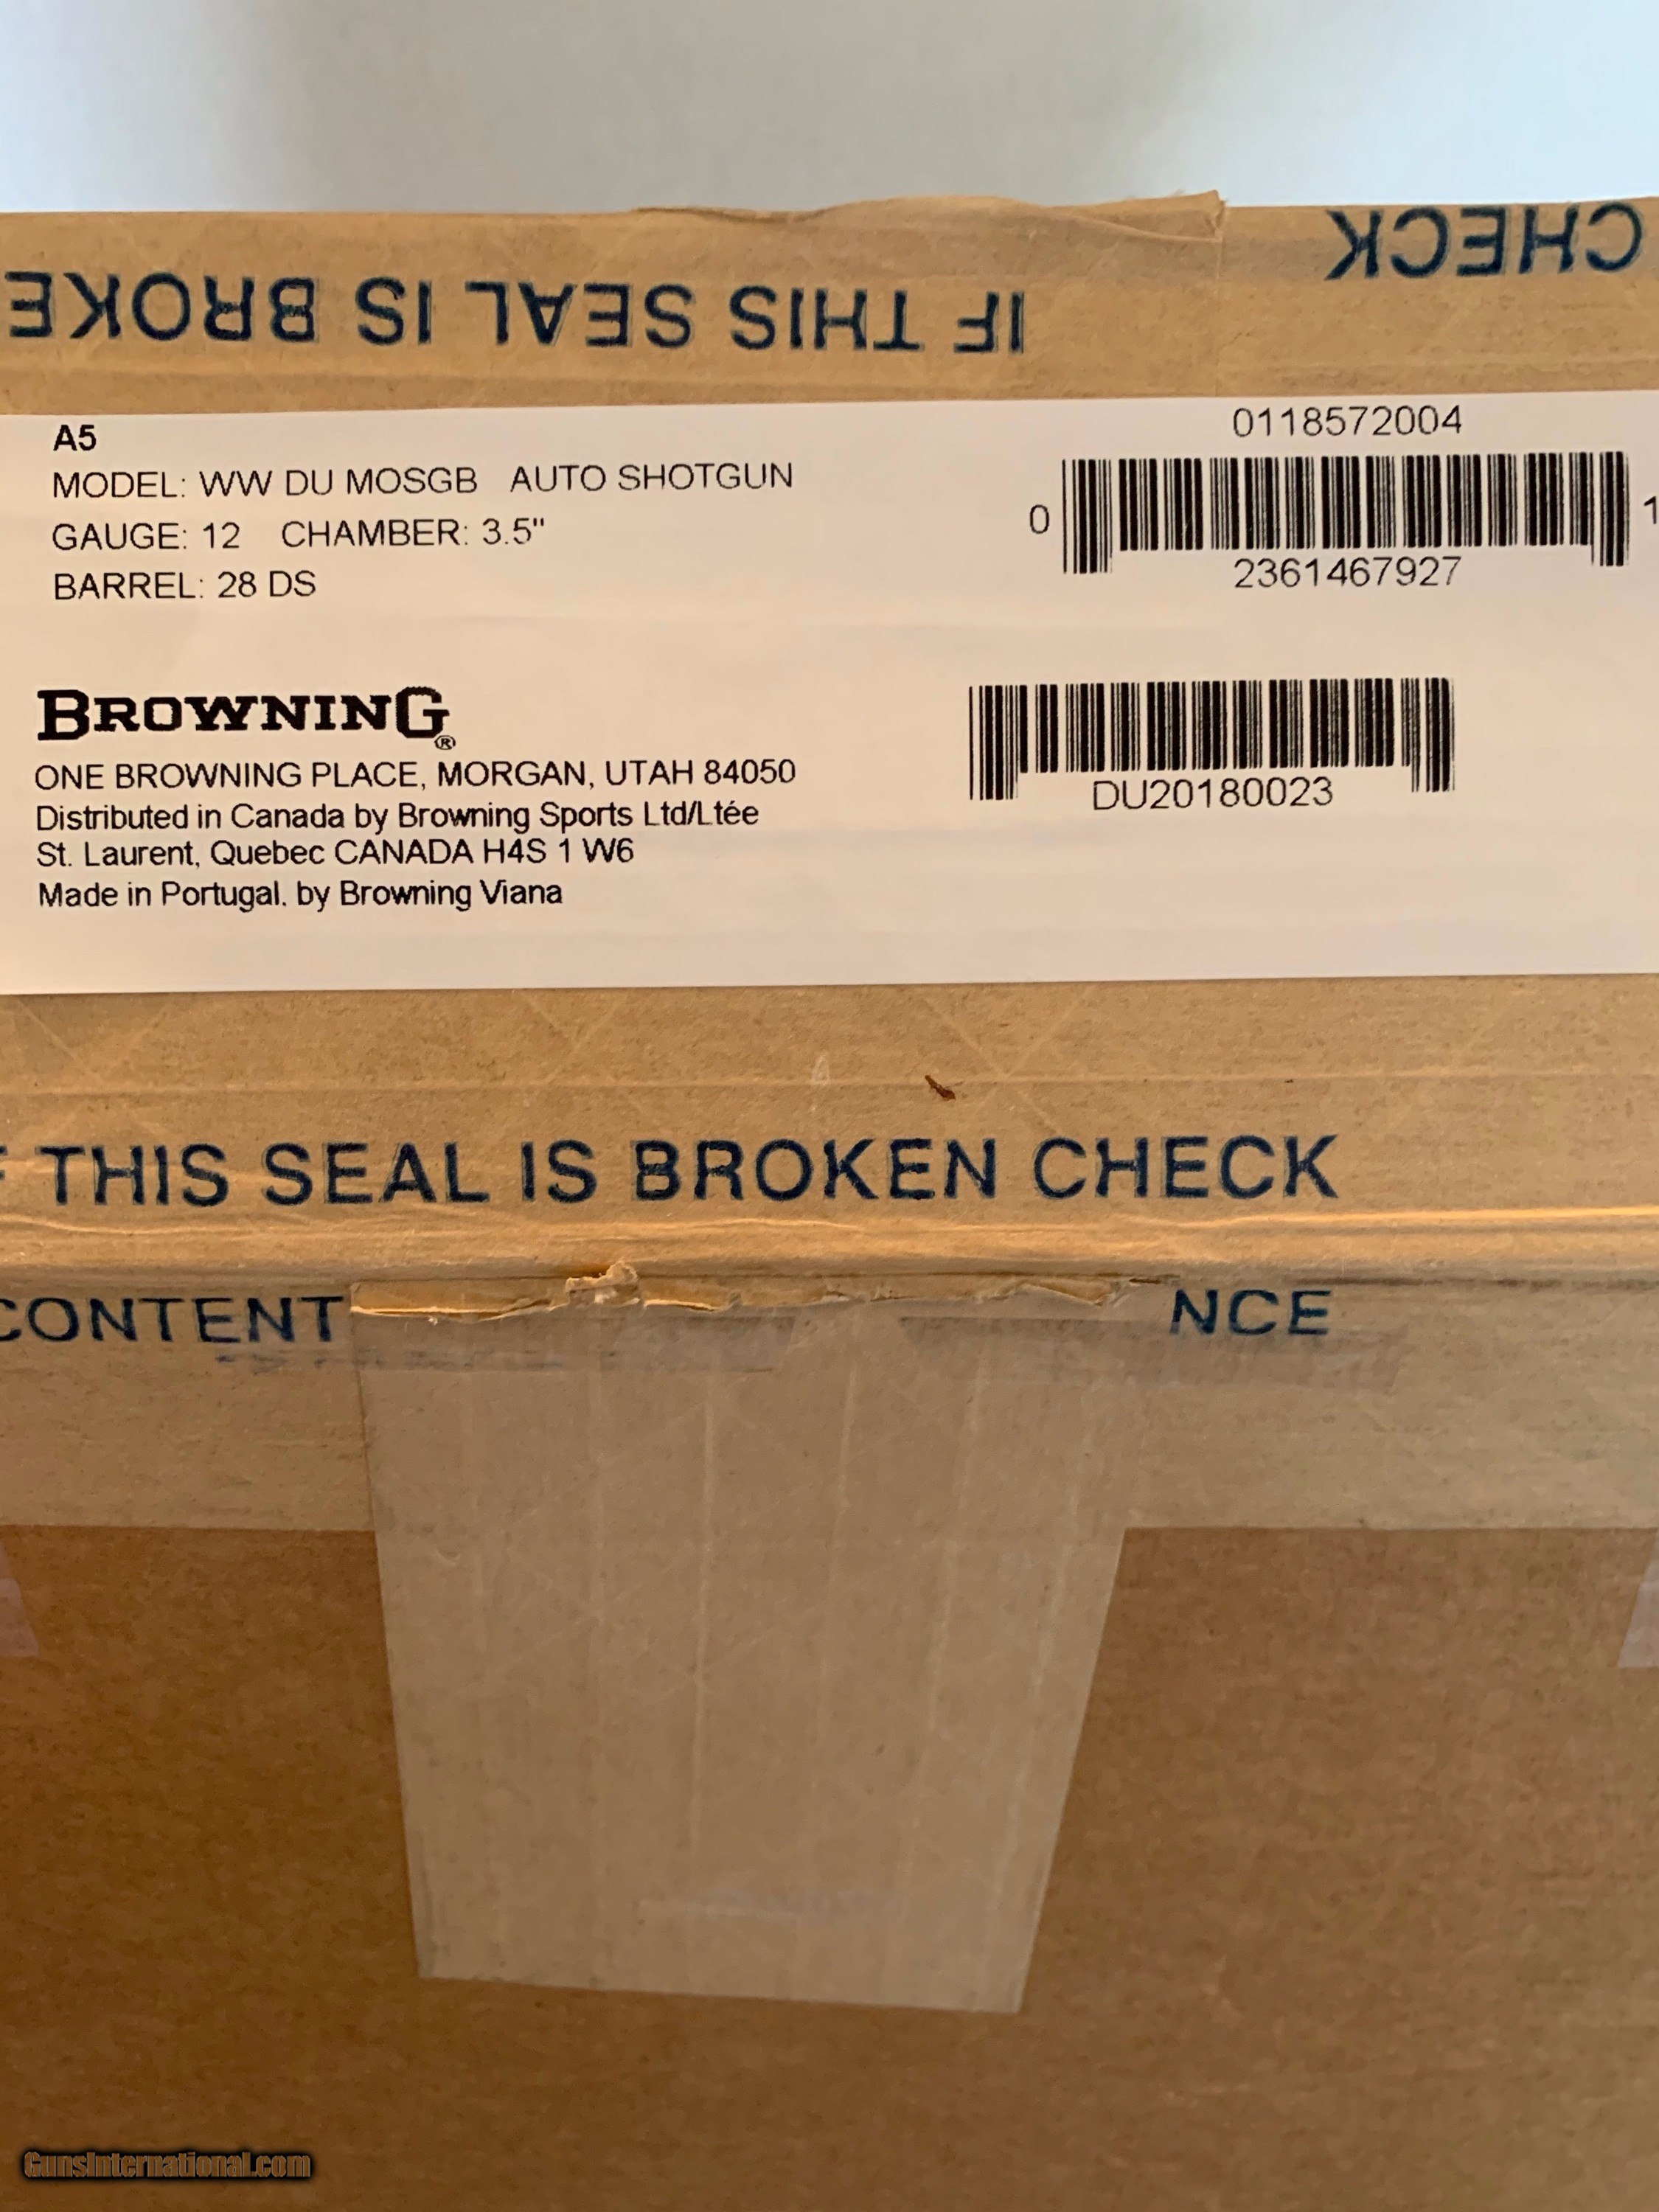 CHECK
IF THIS SEAL IS BROKE
A5
MODEL: WW DU MOSGB AUTO SHOTGUN
GAUGE: 12 CHAMBER: 3.5"
BARREL: 28 DS
0118572004
0 1
2361467927
BROWNING®
ONE BROWNING PLACE, MORGAN, UTAH 84050
Distributed in Canada by Browning Sports Ltd/Ltée
St. Laurent, Quebec CANADA H4S 1 W6
Made in Portugal. by Browning Viana
DU20180023
F THIS SEAL IS BROKEN CHECK
CONTENT NCE
GunsInternational.com